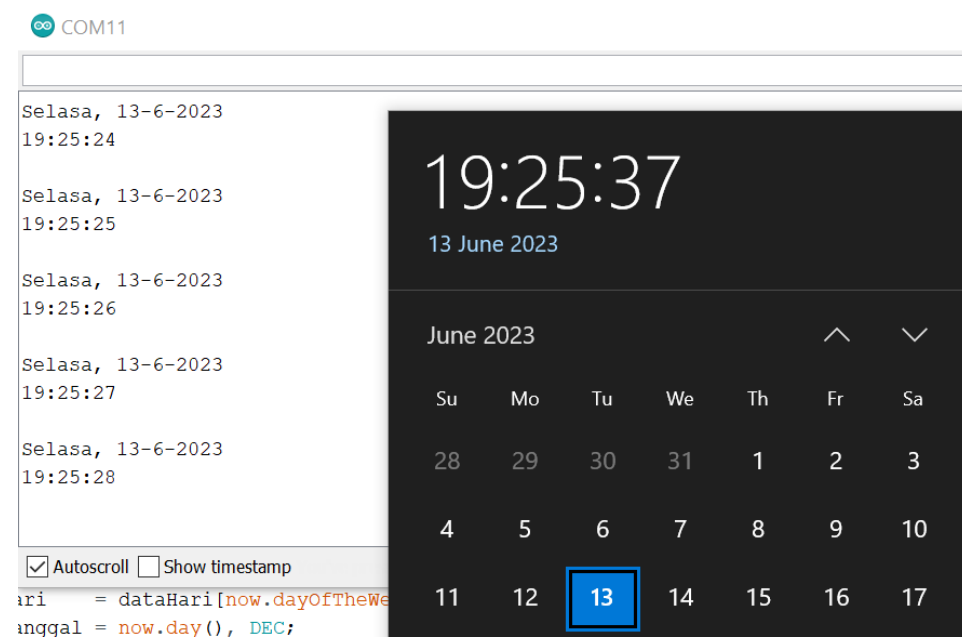 COM11
Selasa, 13-6-2023
19:25:24
Selasa, 13-6-2023
19:25:25
Selasa, 13-6-2023
19:25:26
Selasa, 13-6-2023
19:25:27
Selasa, 13-6-2023
19:25:28
Autoscroll Show timestamp
ari = dataHari[now.dayOfTheWe
anggal = now.day(), DEC;
19:25:37
13 June 2023
June 2023
Su Mo Tu We Th Fr Sa
28 29 30 31 1 2 3
4 5 6 7 8 9 10
11 12 13 14 15 16 17